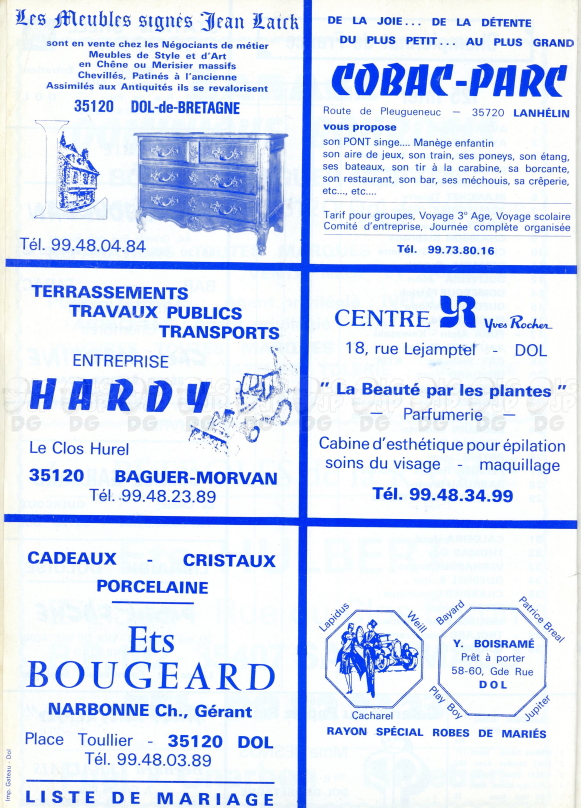 Les Meubles signés Jean Laick
sont en vente chez les Négociants de métier
Meubles de Style et d'Art
en Chêne ou Merisier massifs
Chevillés, Patinés à l'ancienne
Assimilés aux Antiquités ils se revalorisent
35120 DOL-de-BRETAGNE
L
Tél. 99.48.04.84
DE LA JOIE... DE LA DÉTENTE
DU PLUS PETIT... AU PLUS GRAND
COBAC-PARC
Route de Pleugueneuc — 35720 LANHÉLIN
vous propose
son PONT singe.... Manège enfantin
son aire de jeux, son train, ses poneys, son étang,
ses bateaux, son tir à la carabine, sa borcante,
son restaurant, son bar, ses méchouis, sa crêperie,
etc..., etc....
Tarif pour groupes, Voyage 3e Age, Voyage scolaire
Comité d'entreprise, Journée complète organisée
Tél. 99.73.80.16
TERRASSEMENTS
TRAVAUX PUBLICS
TRANSPORTS
ENTREPRISE
HARDY
Le Clos Hurel
35120 BAGUER-MORVAN
Tél. 99.48.23.89
CENTRE YR Yves Rocher
18, rue Lejamptel - DOL
" La Beauté par les plantes "
— Parfumerie —
Cabine d'esthétique pour épilation
soins du visage - maquillage
Tél. 99.48.34.99
CADEAUX - CRISTAUX
PORCELAINE
Ets
BOUGEARD
NARBONNE Ch., Gérant
Place Toullier - 35120 DOL
Tél. 99.48.03.89
LISTE DE MARIAGE
Lapidus
Weill
Cacharel
Bayard
Patrice Breal
Y. BOISRAMÉ
Prêt à porter
58-60, Gde Rue
DOL
Play Boy
Jupiter
RAYON SPÉCIAL ROBES DE MARIÉS
Imp. Gateau - Dol